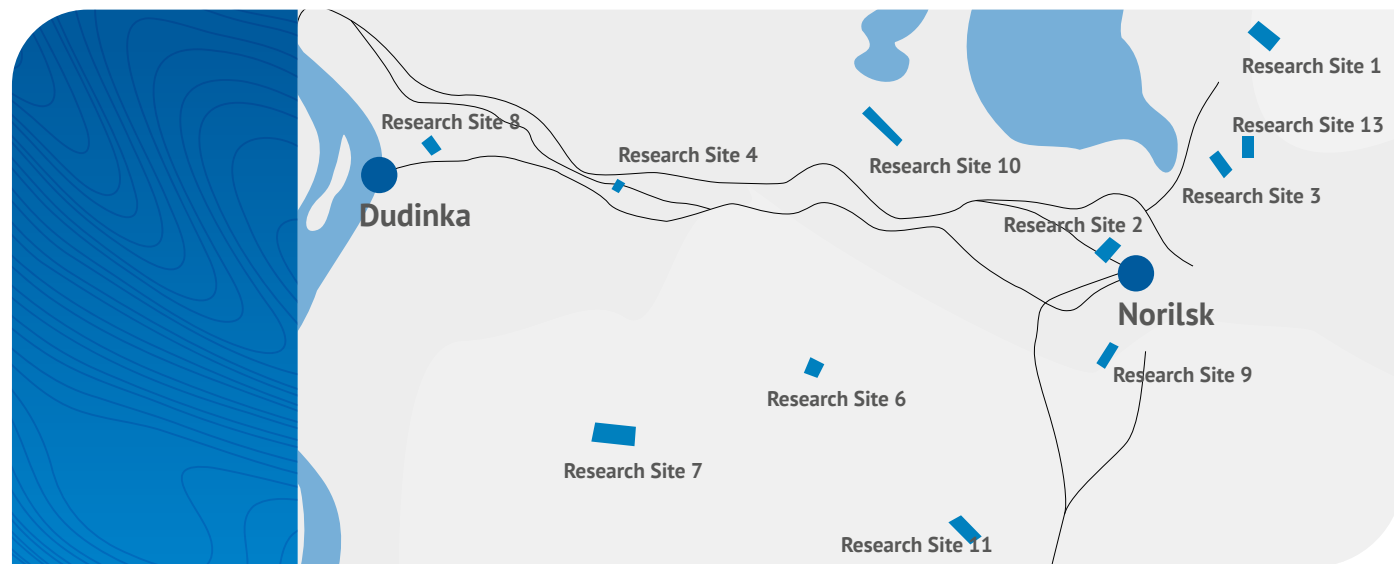 Research Site 1
Research Site 8
Research Site 13
Research Site 4
Research Site 10
Research Site 3
Dudinka
Research Site 2
Norilsk
Research Site 9
Research Site 6
Research Site 7
Research Site 11